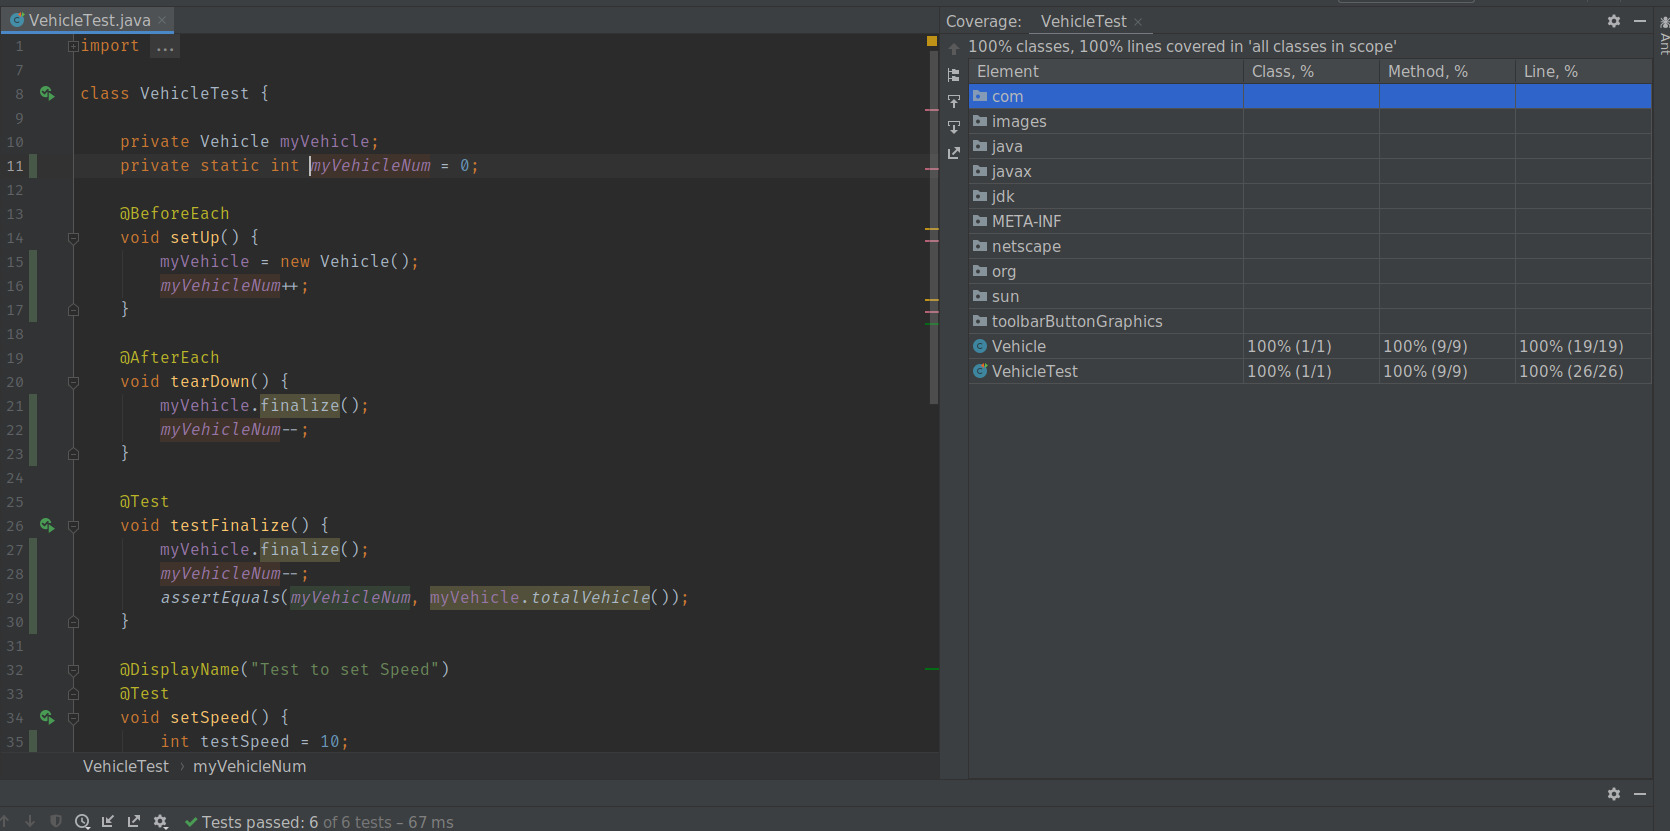 VehicleTest.java
1 import ...
7
8 class VehicleTest {
9
10 private Vehicle myVehicle;
11 private static int myVehicleNum = 0;
12
13 @BeforeEach
14 void setUp() {
15 myVehicle = new Vehicle();
16 myVehicleNum++;
17 }
18
19 @AfterEach
20 void tearDown() {
21 myVehicle.finalize();
22 myVehicleNum--;
23 }
24
25 @Test
26 void testFinalize() {
27 myVehicle.finalize();
28 myVehicleNum--;
29 assertEquals(myVehicleNum, myVehicle.totalVehicle());
30 }
31
32 @DisplayName("Test to set Speed")
33 @Test
34 void setSpeed() {
35 int testSpeed = 10;
VehicleTest › myVehicleNum
Coverage: VehicleTest
100% classes, 100% lines covered in 'all classes in scope'
Element Class, % Method, % Line, %
com
images
java
javax
jdk
META-INF
netscape
org
sun
toolbarButtonGraphics
Vehicle 100% (1/1) 100% (9/9) 100% (19/19)
VehicleTest 100% (1/1) 100% (9/9) 100% (26/26)
Ant
Tests passed: 6 of 6 tests – 67 ms